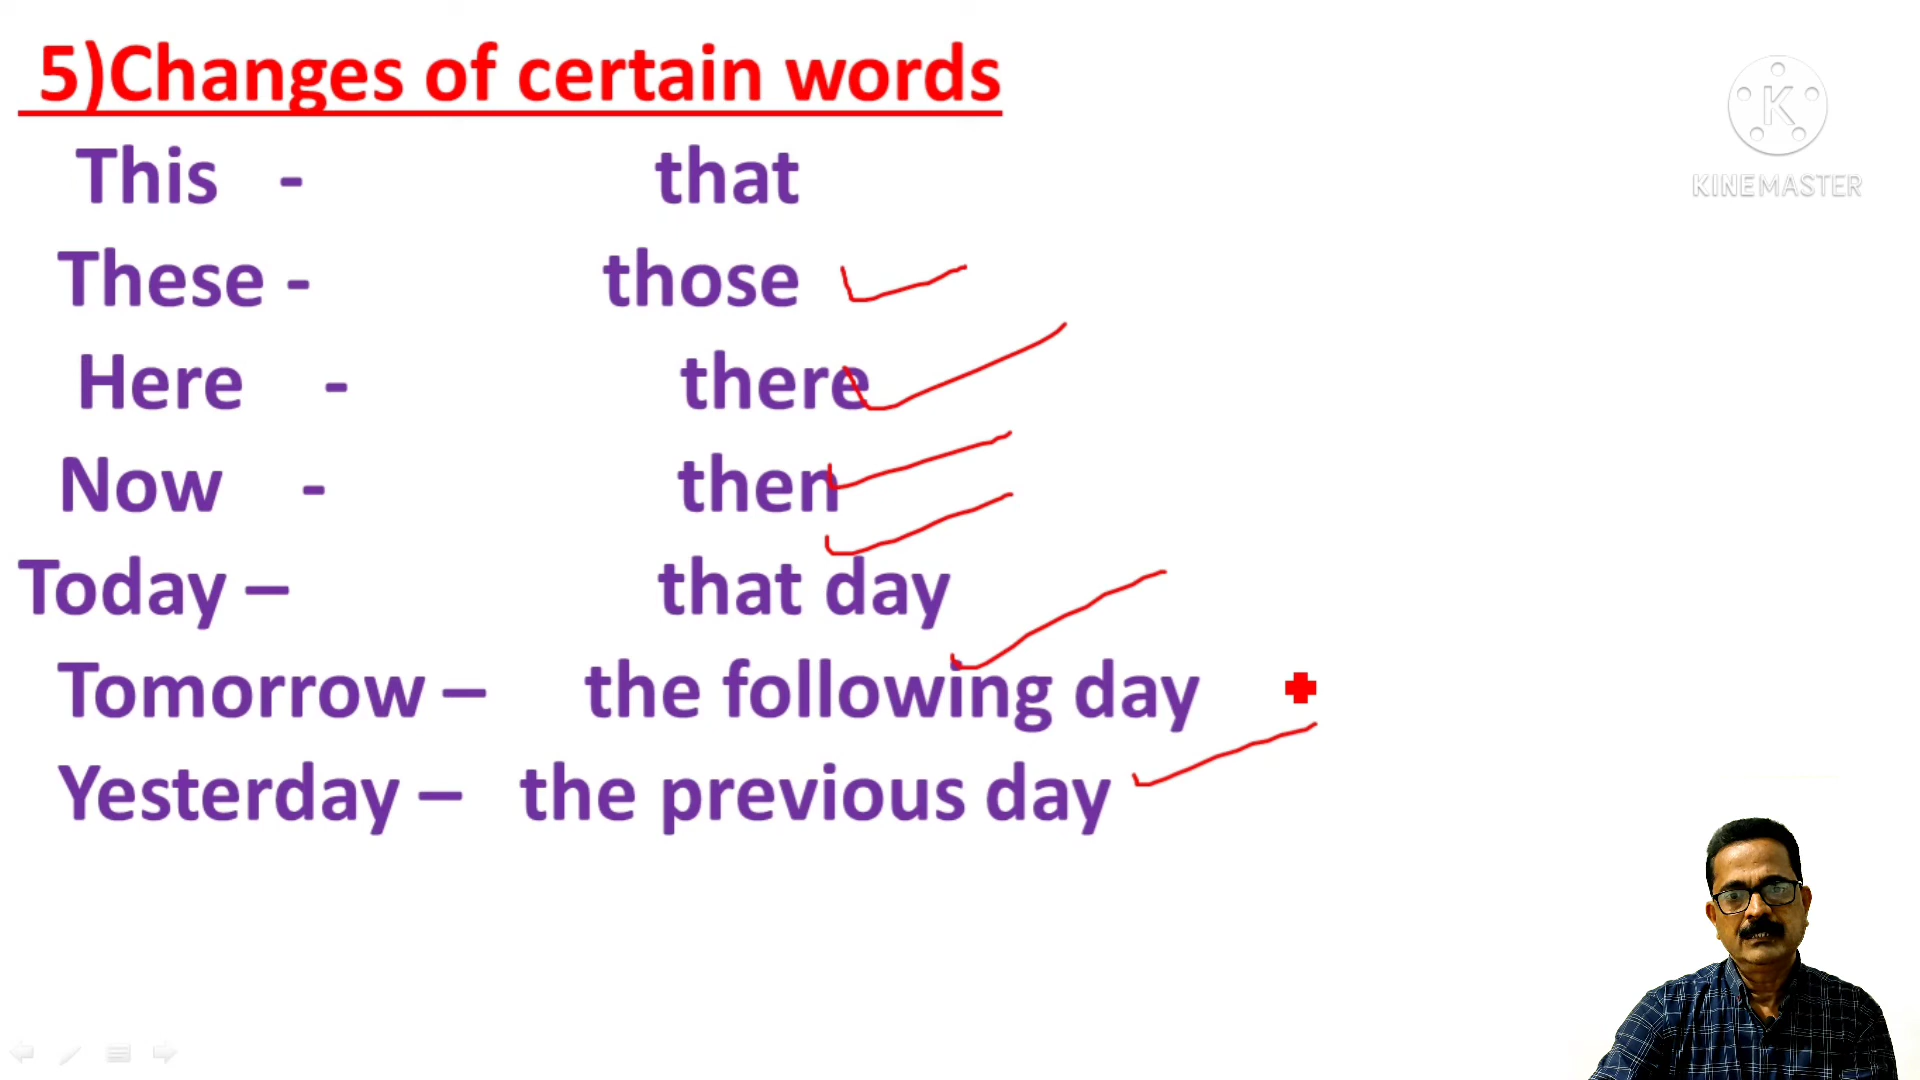 5)Changes of certain words
This - that
These - those
Here - there
Now - then
Today – that day
Tomorrow – the following day
Yesterday – the previous day
K
KINEMASTER